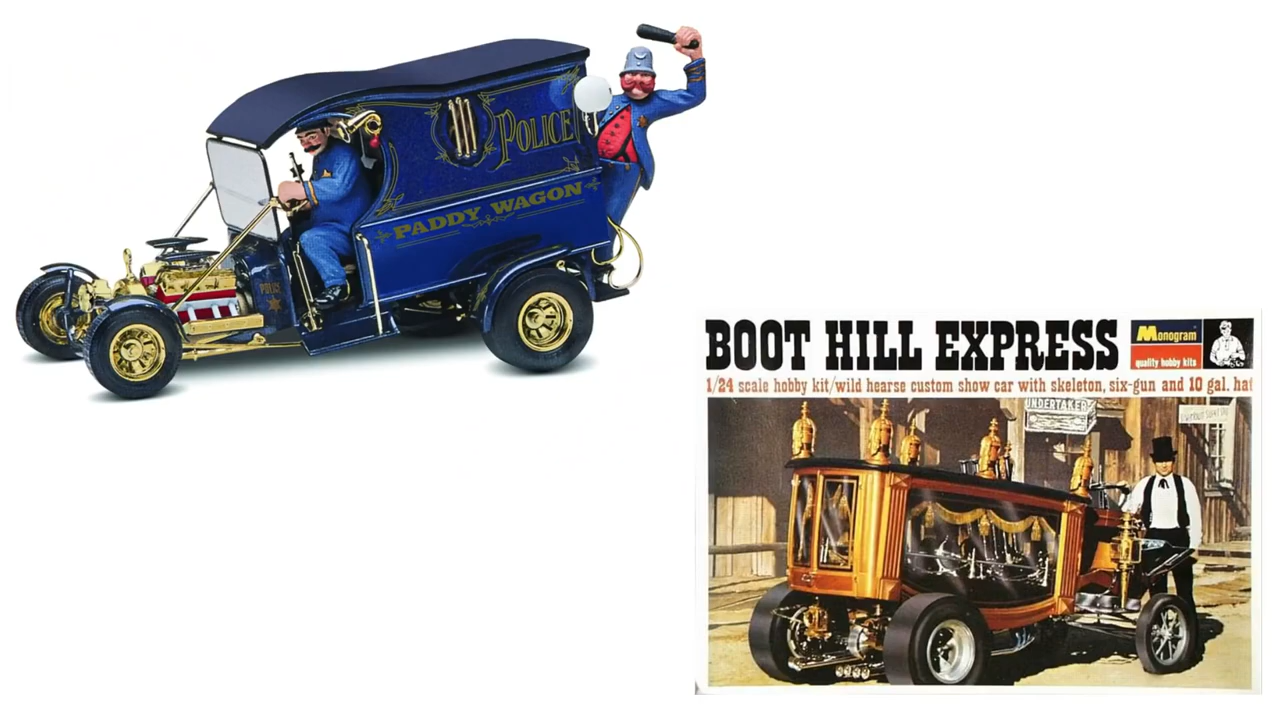 POLICE
PADDY WAGON
POLICE
BOOT HILL EXPRESS
Monogram
quality hobby kits
1/24 scale hobby kit/wild hearse custom show car with skeleton, six-gun and 10 gal. hat
UNDERTAKER